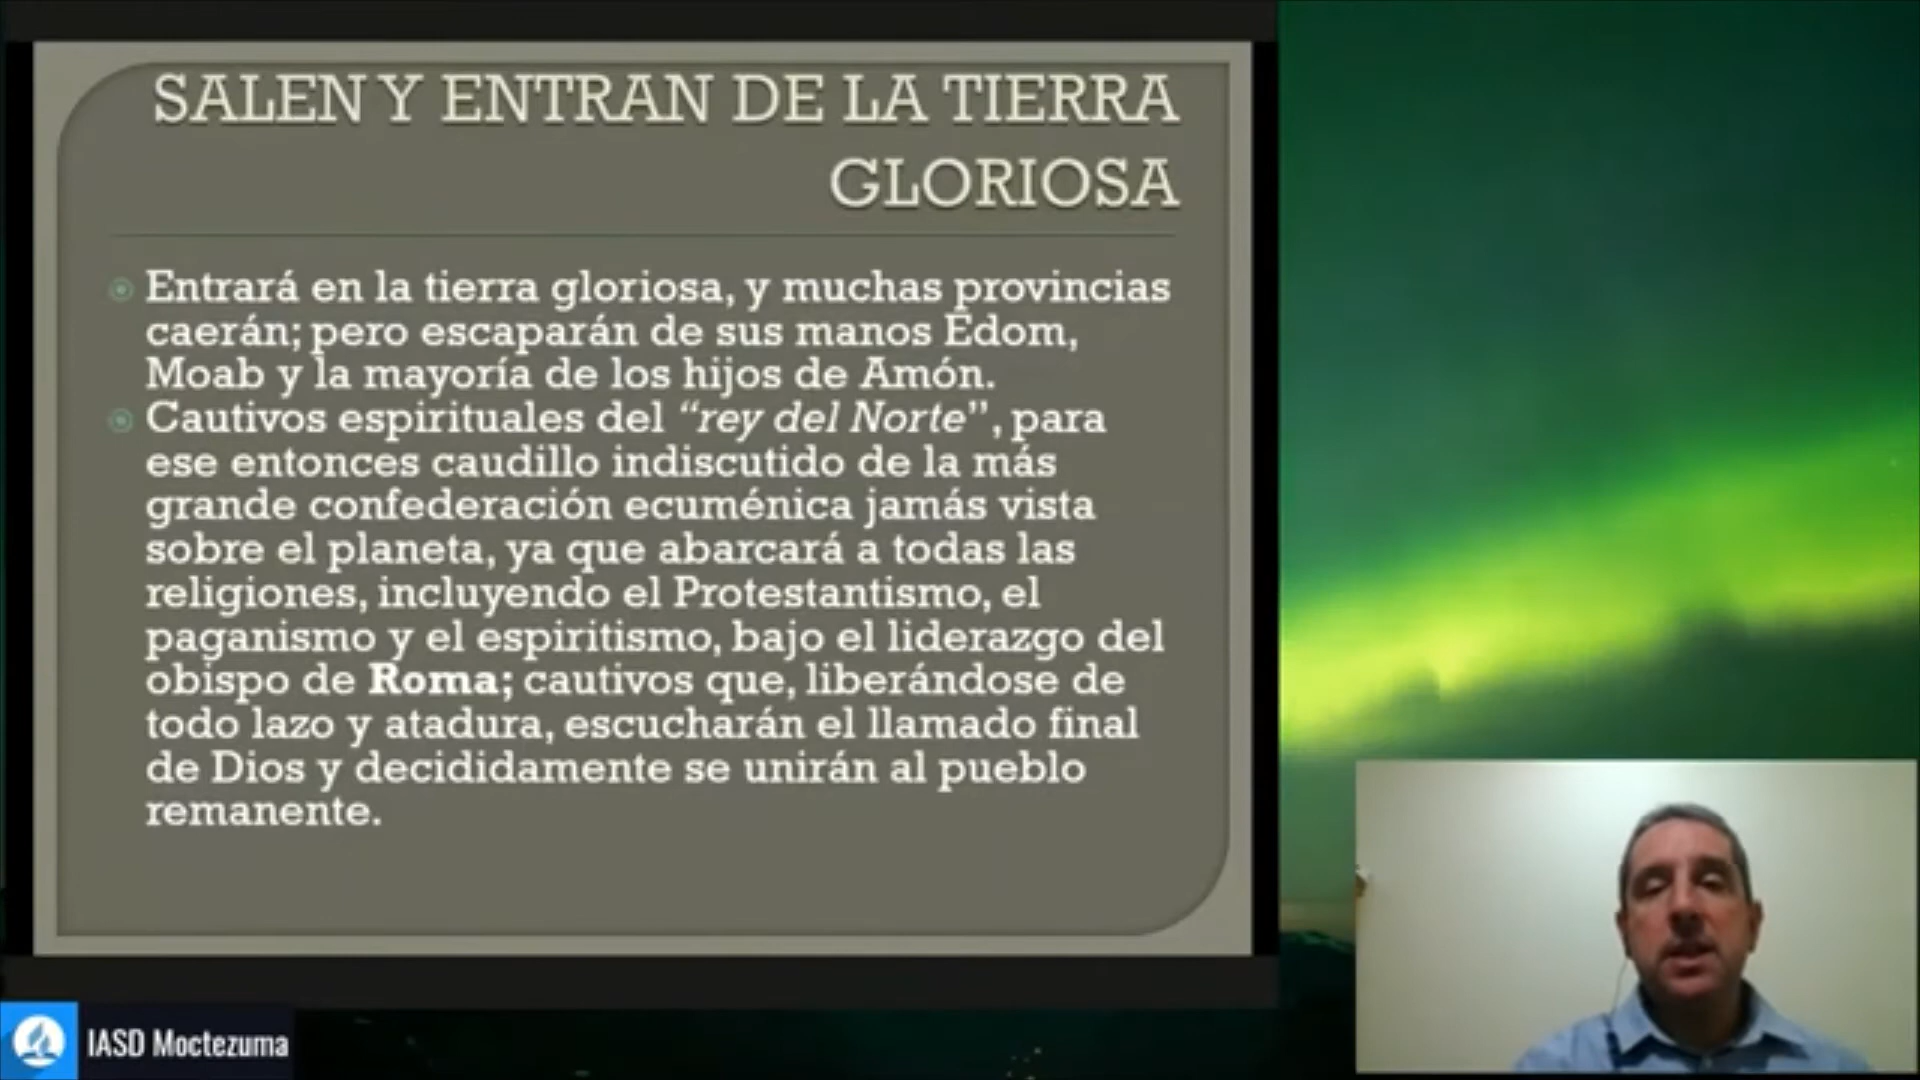 SALEN Y ENTRAN DE LA TIERRA
GLORIOSA
Entrará en la tierra gloriosa, y muchas provincias
caerán; pero escaparán de sus manos Edom,
Moab y la mayoría de los hijos de Amón.
Cautivos espirituales del “rey del Norte”, para
ese entonces caudillo indiscutido de la más
grande confederación ecuménica jamás vista
sobre el planeta, ya que abarcará a todas las
religiones, incluyendo el Protestantismo, el
paganismo y el espiritismo, bajo el liderazgo del
obispo de Roma; cautivos que, liberándose de
todo lazo y atadura, escucharán el llamado final
de Dios y decididamente se unirán al pueblo
remanente.
IASD Moctezuma